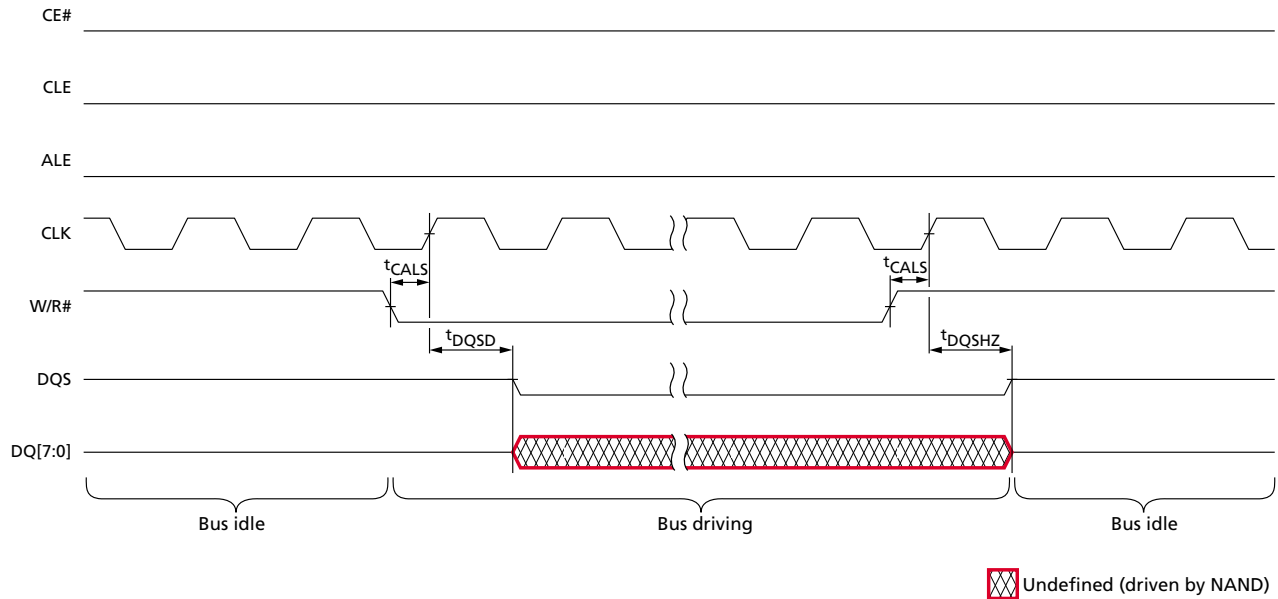 CE#
CLE
ALE
CLK
tCALS tCALS
W/R#
tDQSD tDQSHZ
DQS
DQ[7:0]
Bus idle Bus driving Bus idle
Undefined (driven by NAND)